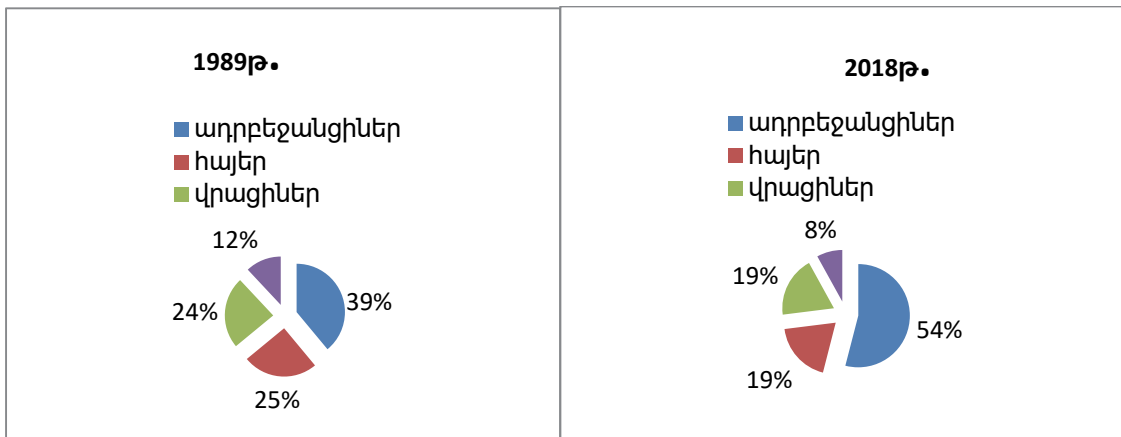 1989թ.
ադրբեջանցիներ
հայեր
վրացիներ
12%
39%
24%
25%
2018թ.
ադրբեջանցիներ
հայեր
վրացիներ
8%
19%
54%
19%